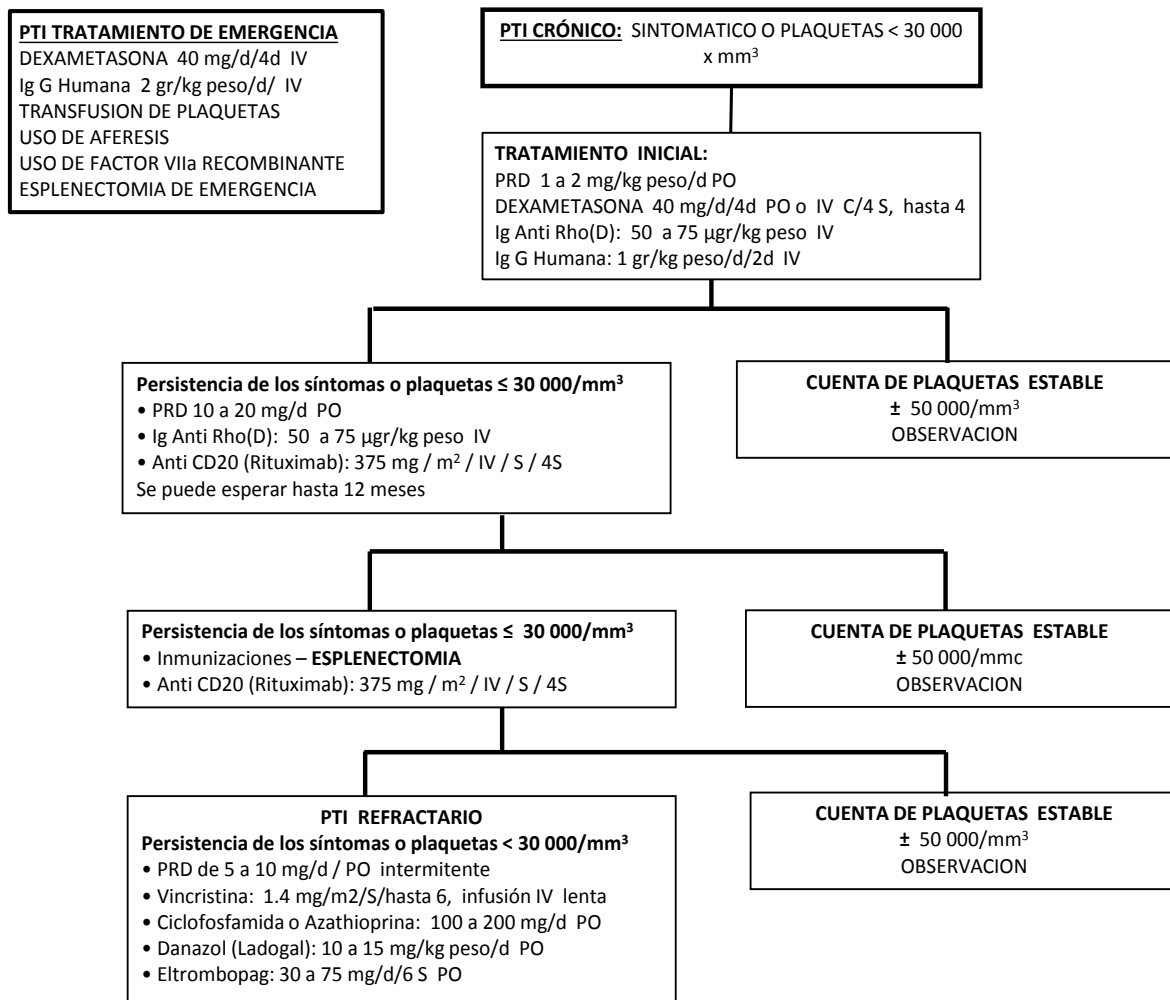 PTI TRATAMIENTO DE EMERGENCIA
DEXAMETASONA 40 mg/d/4d IV
Ig G Humana 2 gr/kg peso/d/ IV
TRANSFUSION DE PLAQUETAS
USO DE AFERESIS
USO DE FACTOR VIIa RECOMBINANTE
ESPLENECTOMIA DE EMERGENCIA
PTI CRÓNICO: SINTOMATICO O PLAQUETAS < 30 000
x mm³
TRATAMIENTO INICIAL:
PRD 1 a 2 mg/kg peso/d PO
DEXAMETASONA 40 mg/d/4d PO o IV C/4 S, hasta 4
Ig Anti Rho(D): 50 a 75 µgr/kg peso IV
Ig G Humana: 1 gr/kg peso/d/2d IV
Persistencia de los síntomas o plaquetas ≤ 30 000/mm³
• PRD 10 a 20 mg/d PO
• Ig Anti Rho(D): 50 a 75 µgr/kg peso IV
• Anti CD20 (Rituximab): 375 mg / m² / IV / S / 4S
Se puede esperar hasta 12 meses
CUENTA DE PLAQUETAS ESTABLE
± 50 000/mm³
OBSERVACION
Persistencia de los síntomas o plaquetas ≤ 30 000/mm³
• Inmunizaciones – ESPLENECTOMIA
• Anti CD20 (Rituximab): 375 mg / m² / IV / S / 4S
CUENTA DE PLAQUETAS ESTABLE
± 50 000/mmc
OBSERVACION
PTI REFRACTARIO
Persistencia de los síntomas o plaquetas < 30 000/mm³
• PRD de 5 a 10 mg/d / PO intermitente
• Vincristina: 1.4 mg/m2/S/hasta 6, infusión IV lenta
• Ciclofosfamida o Azathioprina: 100 a 200 mg/d PO
• Danazol (Ladogal): 10 a 15 mg/kg peso/d PO
• Eltrombopag: 30 a 75 mg/d/6 S PO
CUENTA DE PLAQUETAS ESTABLE
± 50 000/mm³
OBSERVACION